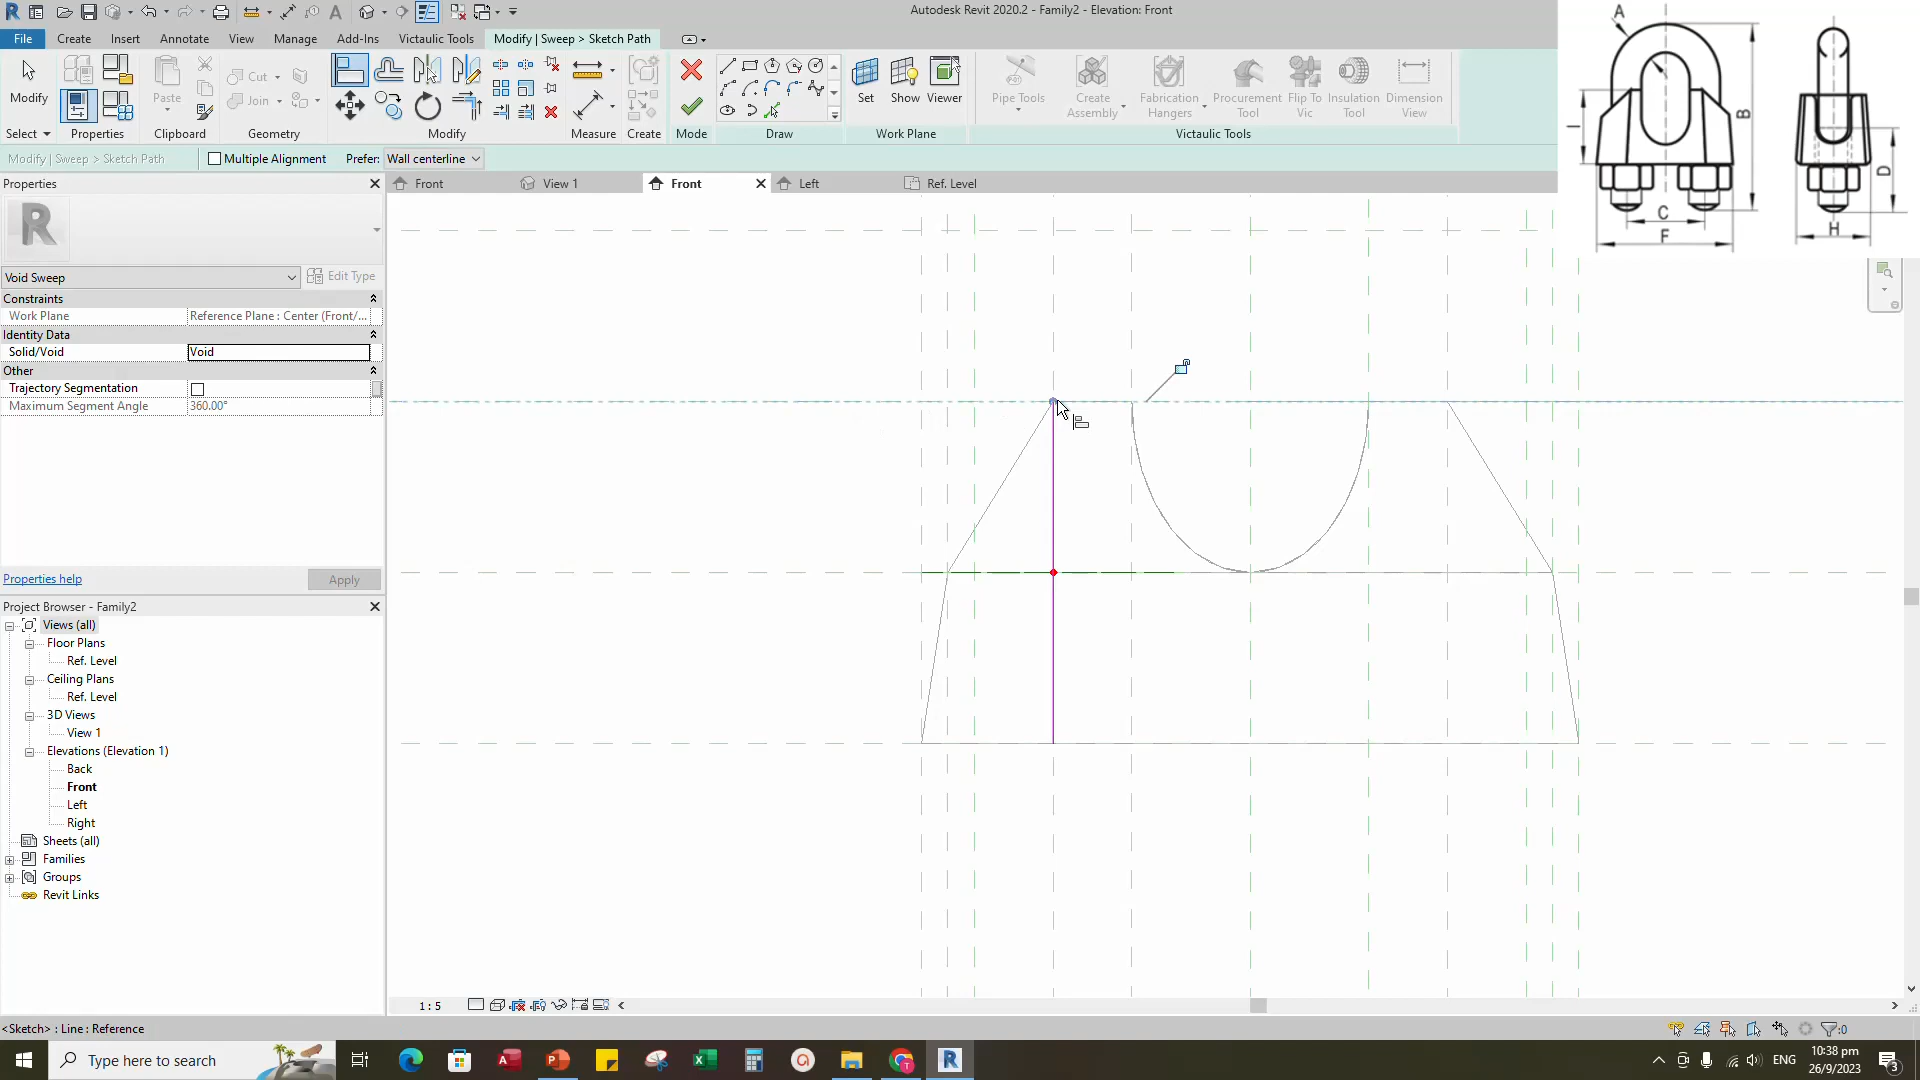 Autodesk Revit 2020.2 - Family2 - Elevation: Front
File Create Insert Annotate View Manage Add-Ins Victaulic Tools Modify | Sweep > Sketch Path
Modify
Paste
Cut
Join
Set Show Viewer
Pipe Tools
Create Assembly
Fabrication Hangers
Procurement Tool
Flip To Vic
Insulation Tool
Dimension View
Select Properties Clipboard Geometry Modify Measure Create Mode Draw Work Plane Victaulic Tools
Modify | Sweep > Sketch Path Multiple Alignment Prefer: Wall centerline
Properties
Front View 1 Front Left Ref. Level
Void Sweep Edit Type
Constraints
Work Plane Reference Plane : Center (Front/...
Identity Data
Solid/Void Void
Other
Trajectory Segmentation
Maximum Segment Angle 360.00°
Properties help Apply
Project Browser - Family2
Views (all)
Floor Plans
Ref. Level
Ceiling Plans
Ref. Level
3D Views
View 1
Elevations (Elevation 1)
Back
Front
Left
Right
Sheets (all)
Families
Groups
Revit Links
A
B
I
D
C
F
H
1 : 5
<Sketch> : Line : Reference
:0
Type here to search
ENG
10:38 pm
26/9/2023
3